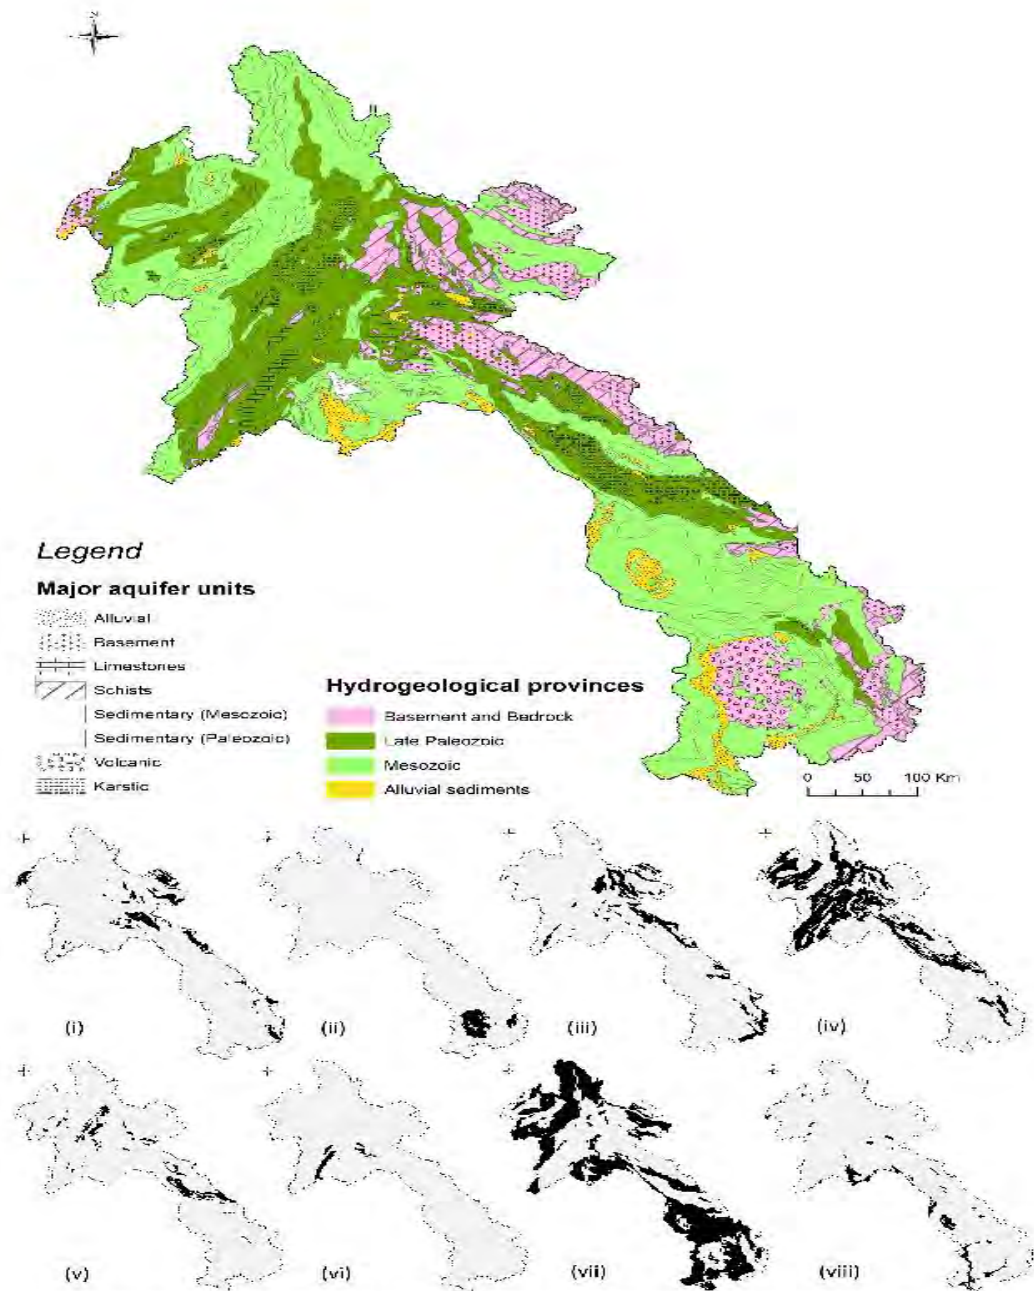 N
Legend
Major aquifer units
Alluvial
Basement
Limestones
Schists
Sedimentary (Mesozoic)
Sedimentary (Paleozoic)
Volcanic
Karstic
Hydrogeological provinces
Basement and Bedrock
Late Paleozoic
Mesozoic
Alluvial sediments
0 50 100 Km
(i) (ii) (iii) (iv)
(v) (vi) (vii) (viii)